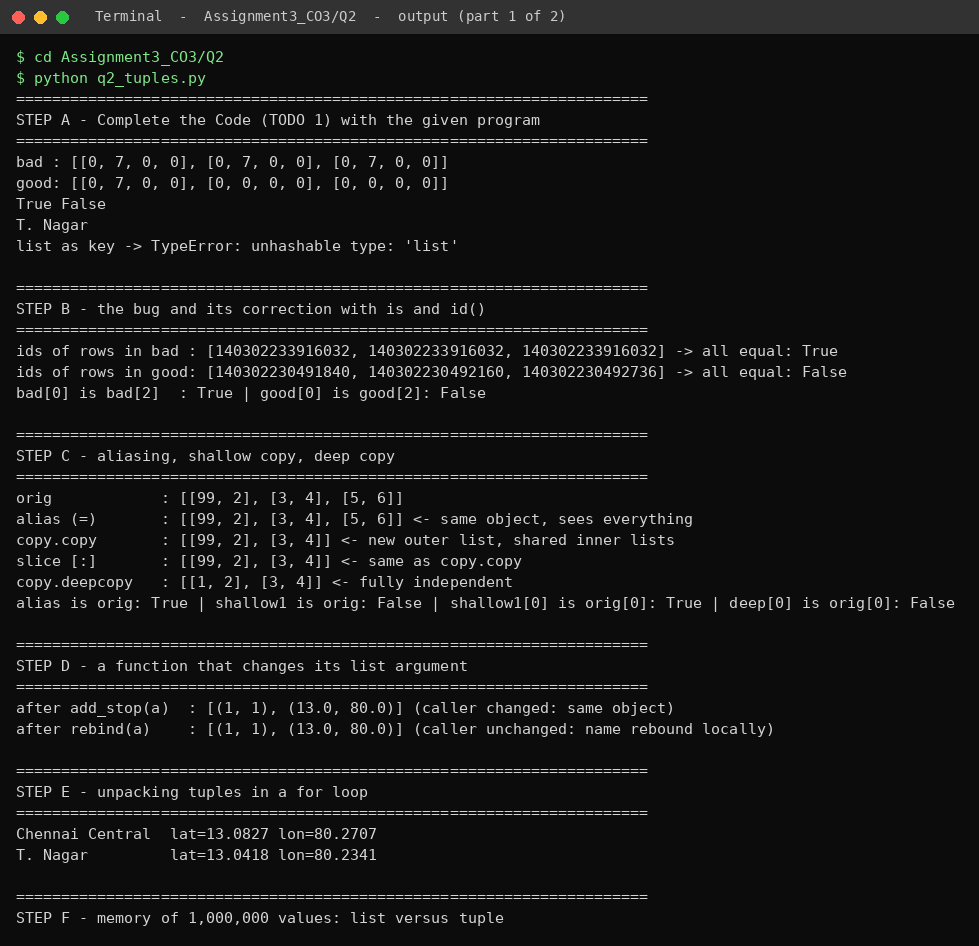 Terminal  -  Assignment3_CO3/Q2  -  output (part 1 of 2)
$ cd Assignment3_CO3/Q2
$ python q2_tuples.py
======================================================================
STEP A - Complete the Code (TODO 1) with the given program
======================================================================
bad : [[0, 7, 0, 0], [0, 7, 0, 0], [0, 7, 0, 0]]
good: [[0, 7, 0, 0], [0, 0, 0, 0], [0, 0, 0, 0]]
True False
T. Nagar
list as key -> TypeError: unhashable type: 'list'
======================================================================
STEP B - the bug and its correction with is and id()
======================================================================
ids of rows in bad : [140302233916032, 140302233916032, 140302233916032] -> all equal: True
ids of rows in good: [140302230491840, 140302230492160, 140302230492736] -> all equal: False
bad[0] is bad[2]  : True | good[0] is good[2]: False
======================================================================
STEP C - aliasing, shallow copy, deep copy
======================================================================
orig            : [[99, 2], [3, 4], [5, 6]]
alias (=)       : [[99, 2], [3, 4], [5, 6]] <- same object, sees everything
copy.copy       : [[99, 2], [3, 4]] <- new outer list, shared inner lists
slice [:]       : [[99, 2], [3, 4]] <- same as copy.copy
copy.deepcopy   : [[1, 2], [3, 4]] <- fully independent
alias is orig: True | shallow1 is orig: False | shallow1[0] is orig[0]: True | deep[0] is orig[0]: False
======================================================================
STEP D - a function that changes its list argument
======================================================================
after add_stop(a)  : [(1, 1), (13.0, 80.0)] (caller changed: same object)
after rebind(a)    : [(1, 1), (13.0, 80.0)] (caller unchanged: name rebound locally)
======================================================================
STEP E - unpacking tuples in a for loop
======================================================================
Chennai Central  lat=13.0827 lon=80.2707
T. Nagar         lat=13.0418 lon=80.2341
======================================================================
STEP F - memory of 1,000,000 values: list versus tuple